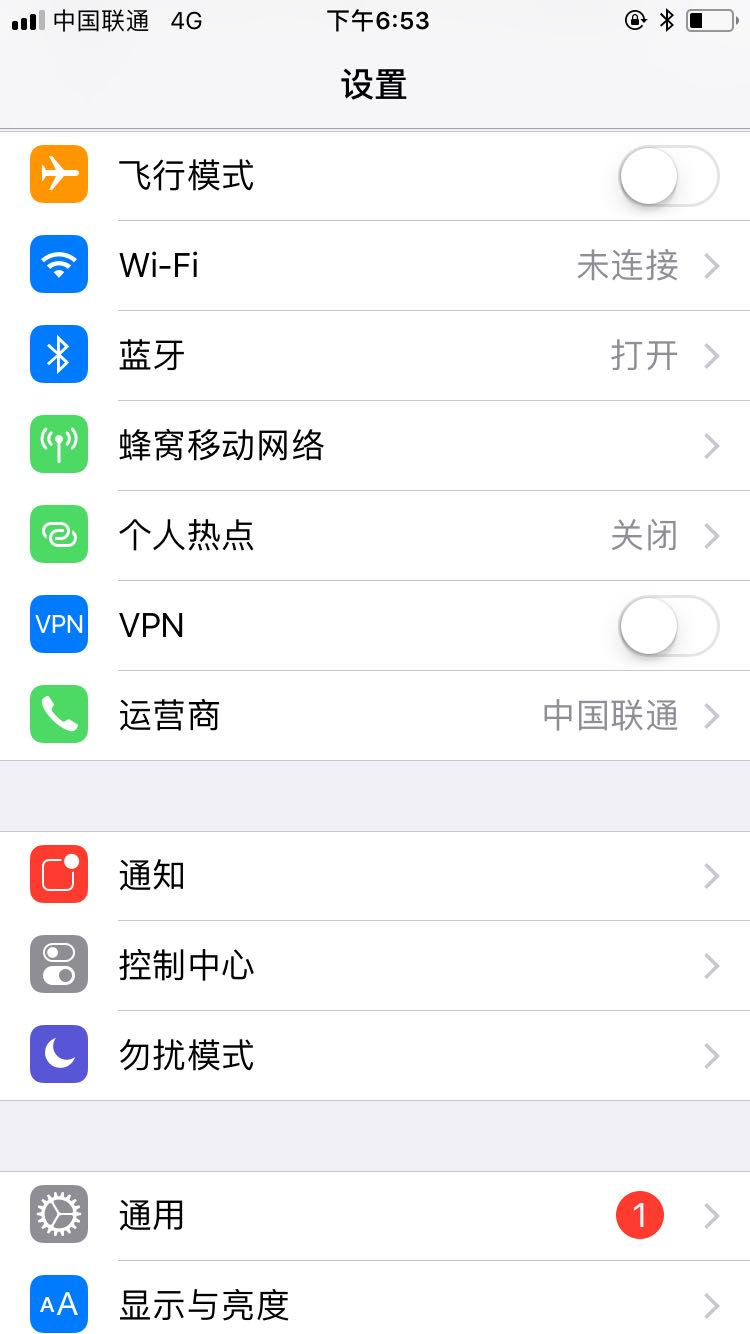 中国联通 4G 下午6:53
设置
飞行模式
Wi-Fi 未连接
蓝牙 打开
蜂窝移动网络
个人热点 关闭
VPN VPN
运营商 中国联通
通知
控制中心
勿扰模式
通用 1
AA 显示与亮度